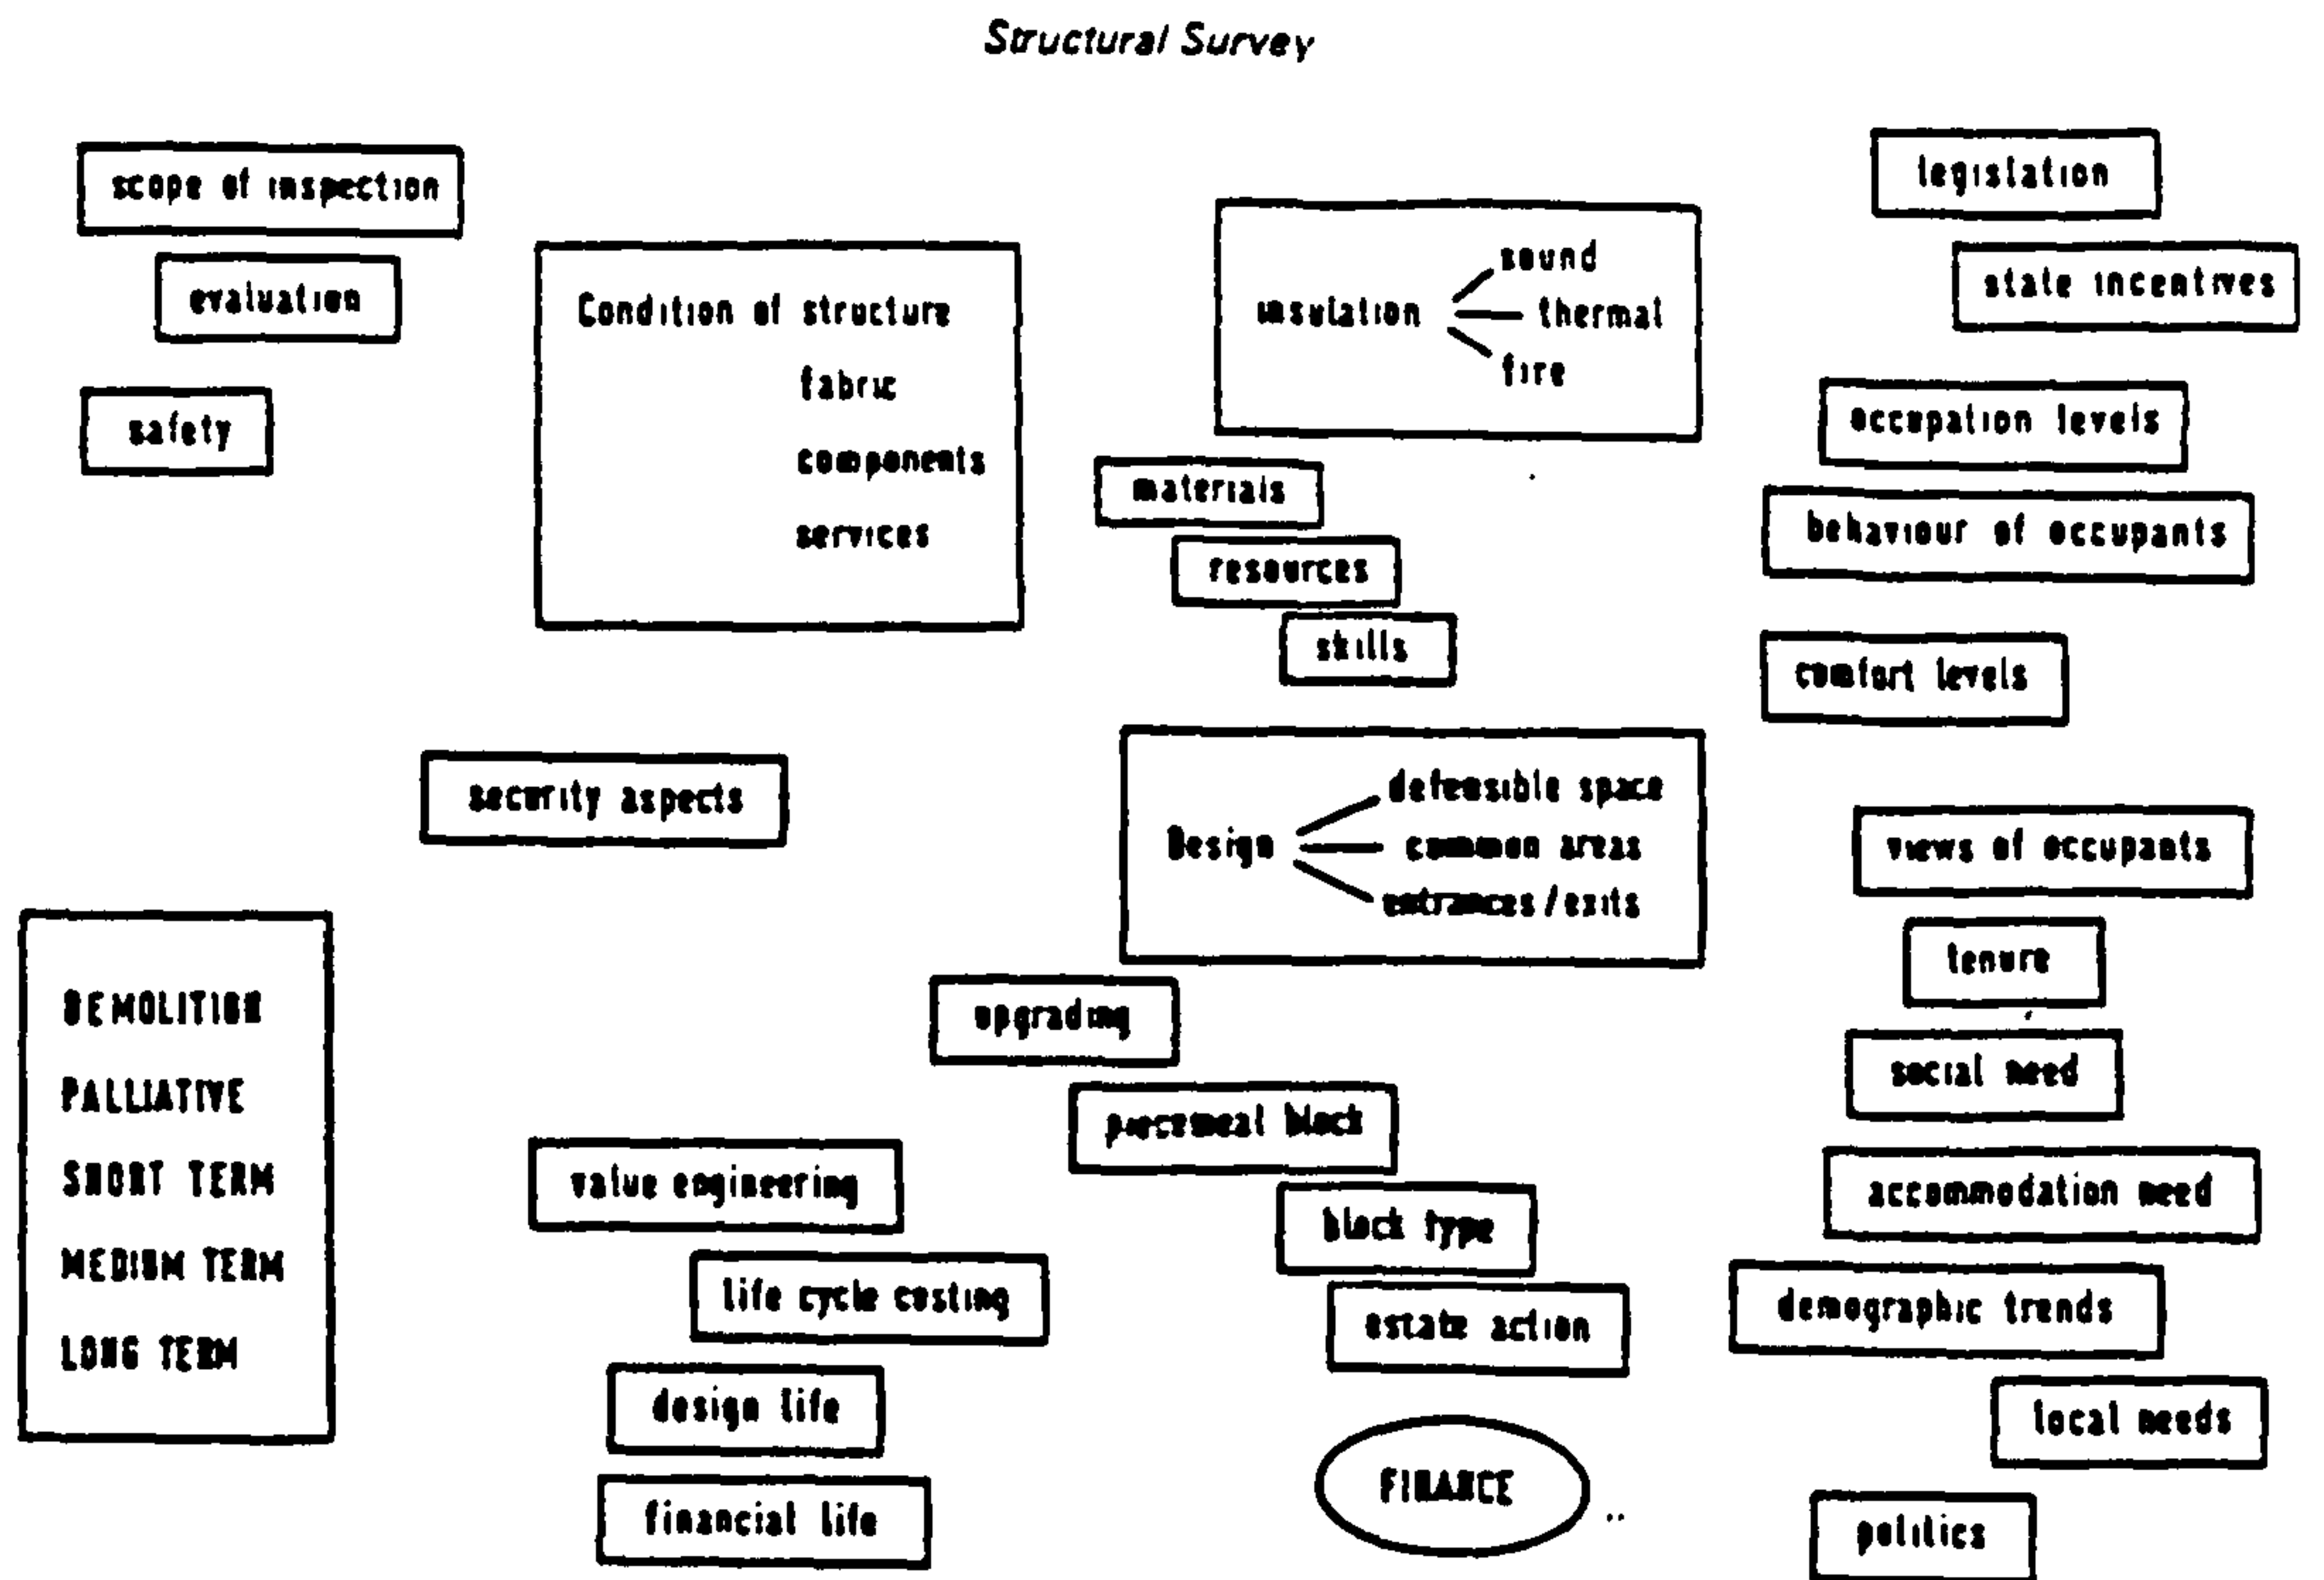 Structural Survey
scope of inspection
evaluation
safety
Condition of structure
fabric
components
services
insulation
sound
thermal
fire
materials
resources
skills
legislation
state incentives
occupation levels
behaviour of occupants
comfort levels
security aspects
Design
defensible space
common areas
entrances/exits
views of occupants
tenure
social need
accommodation need
demographic trends
local needs
politics
DEMOLITION
PALLIATIVE
SHORT TERM
MEDIUM TERM
LONG TERM
upgrading
piecemeal block
block type
estate action
value engineering
life cycle costing
design life
financial life
FINANCE